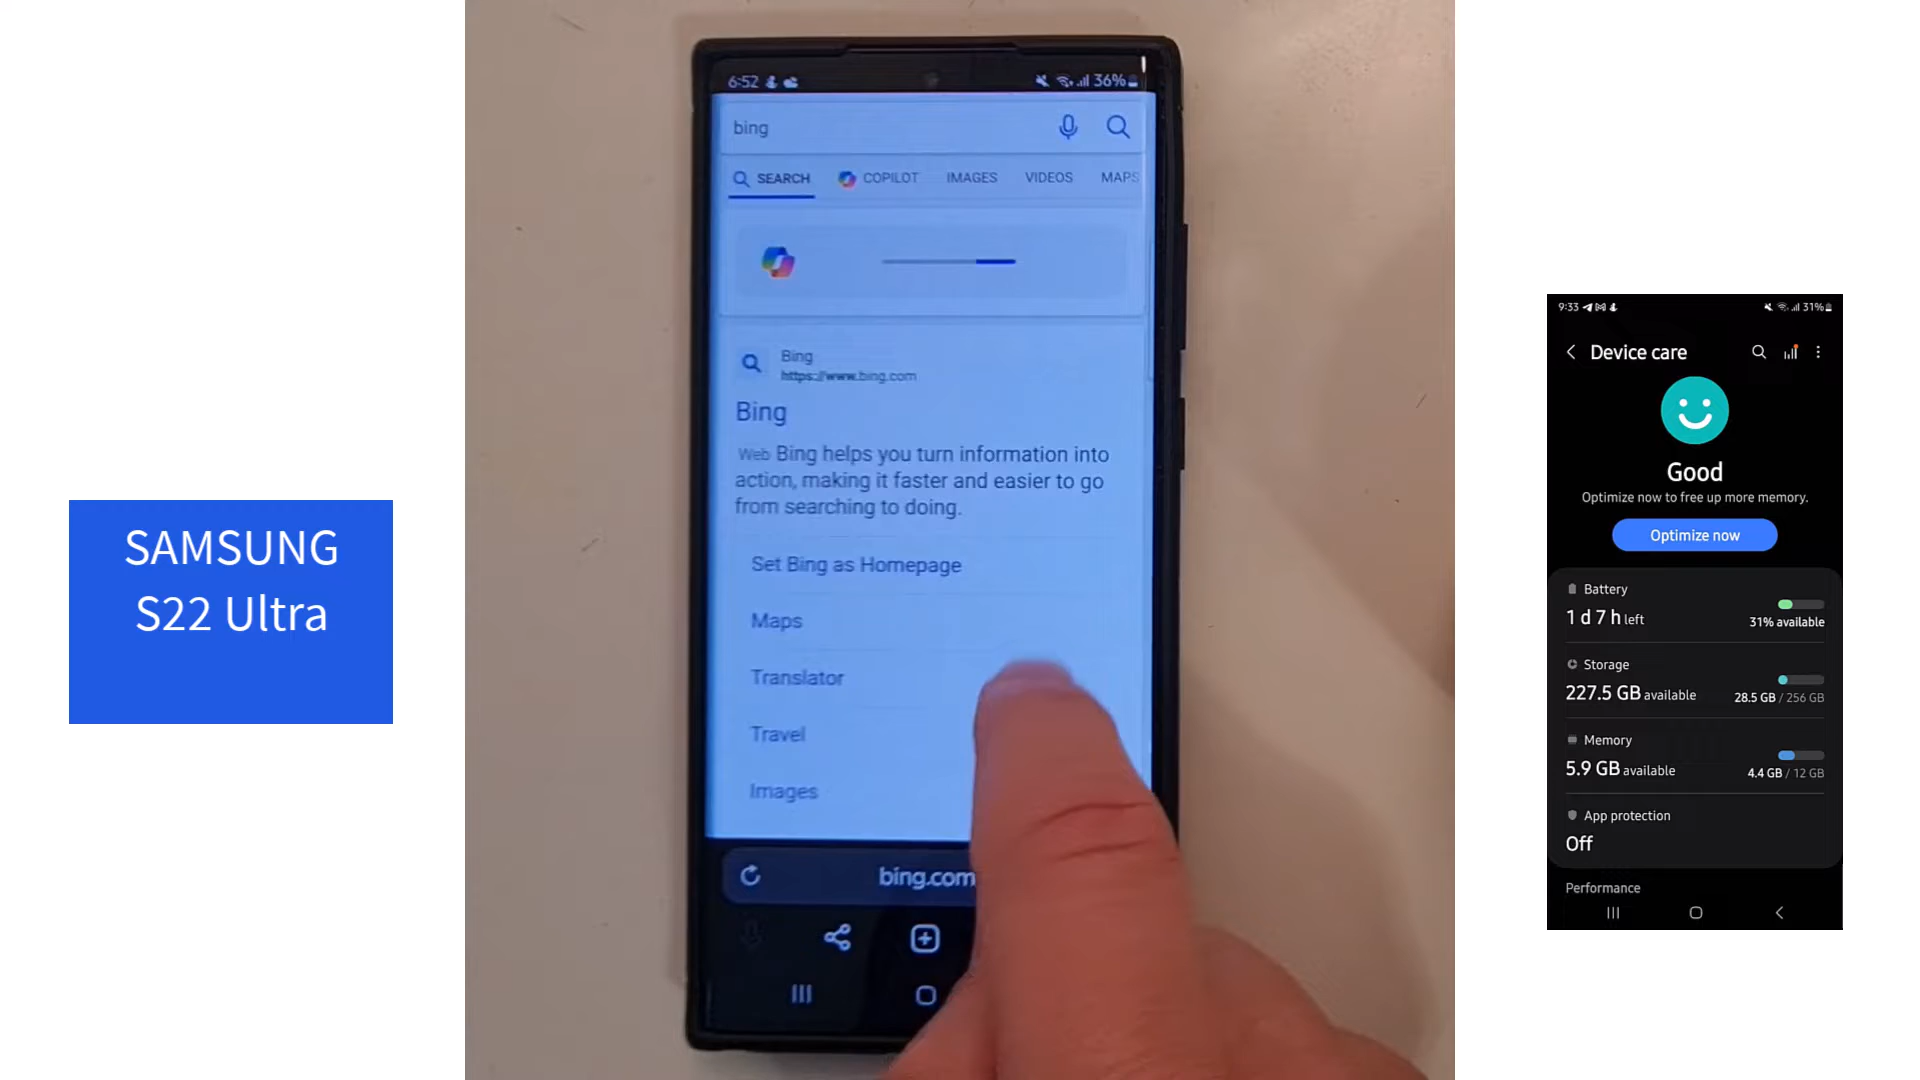 SAMSUNG
S22 Ultra
6:52
36%
bing
SEARCH COPILOT IMAGES VIDEOS MAPS
Bing
https://www.bing.com
Bing
Web Bing helps you turn information into
action, making it faster and easier to go
from searching to doing.
Set Bing as Homepage
Maps
Translator
Travel
Images
bing.com
9:33
31%
Device care
Good
Optimize now to free up more memory.
Optimize now
Battery
1 d 7 h left
31% available
Storage
227.5 GB available
28.5 GB / 256 GB
Memory
5.9 GB available
4.4 GB / 12 GB
App protection
Off
Performance